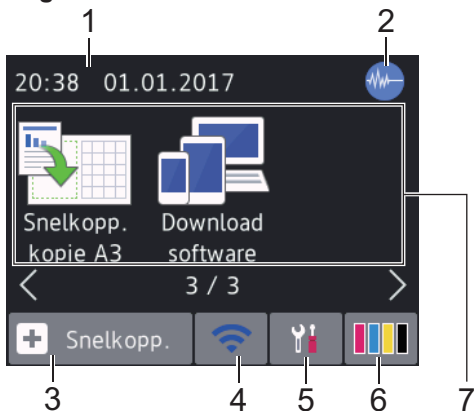 1
2
20:38 01.01.2017
Snelkopp.
kopie A3
Download
software
3 / 3
Snelkopp.
3
4
5
6
7